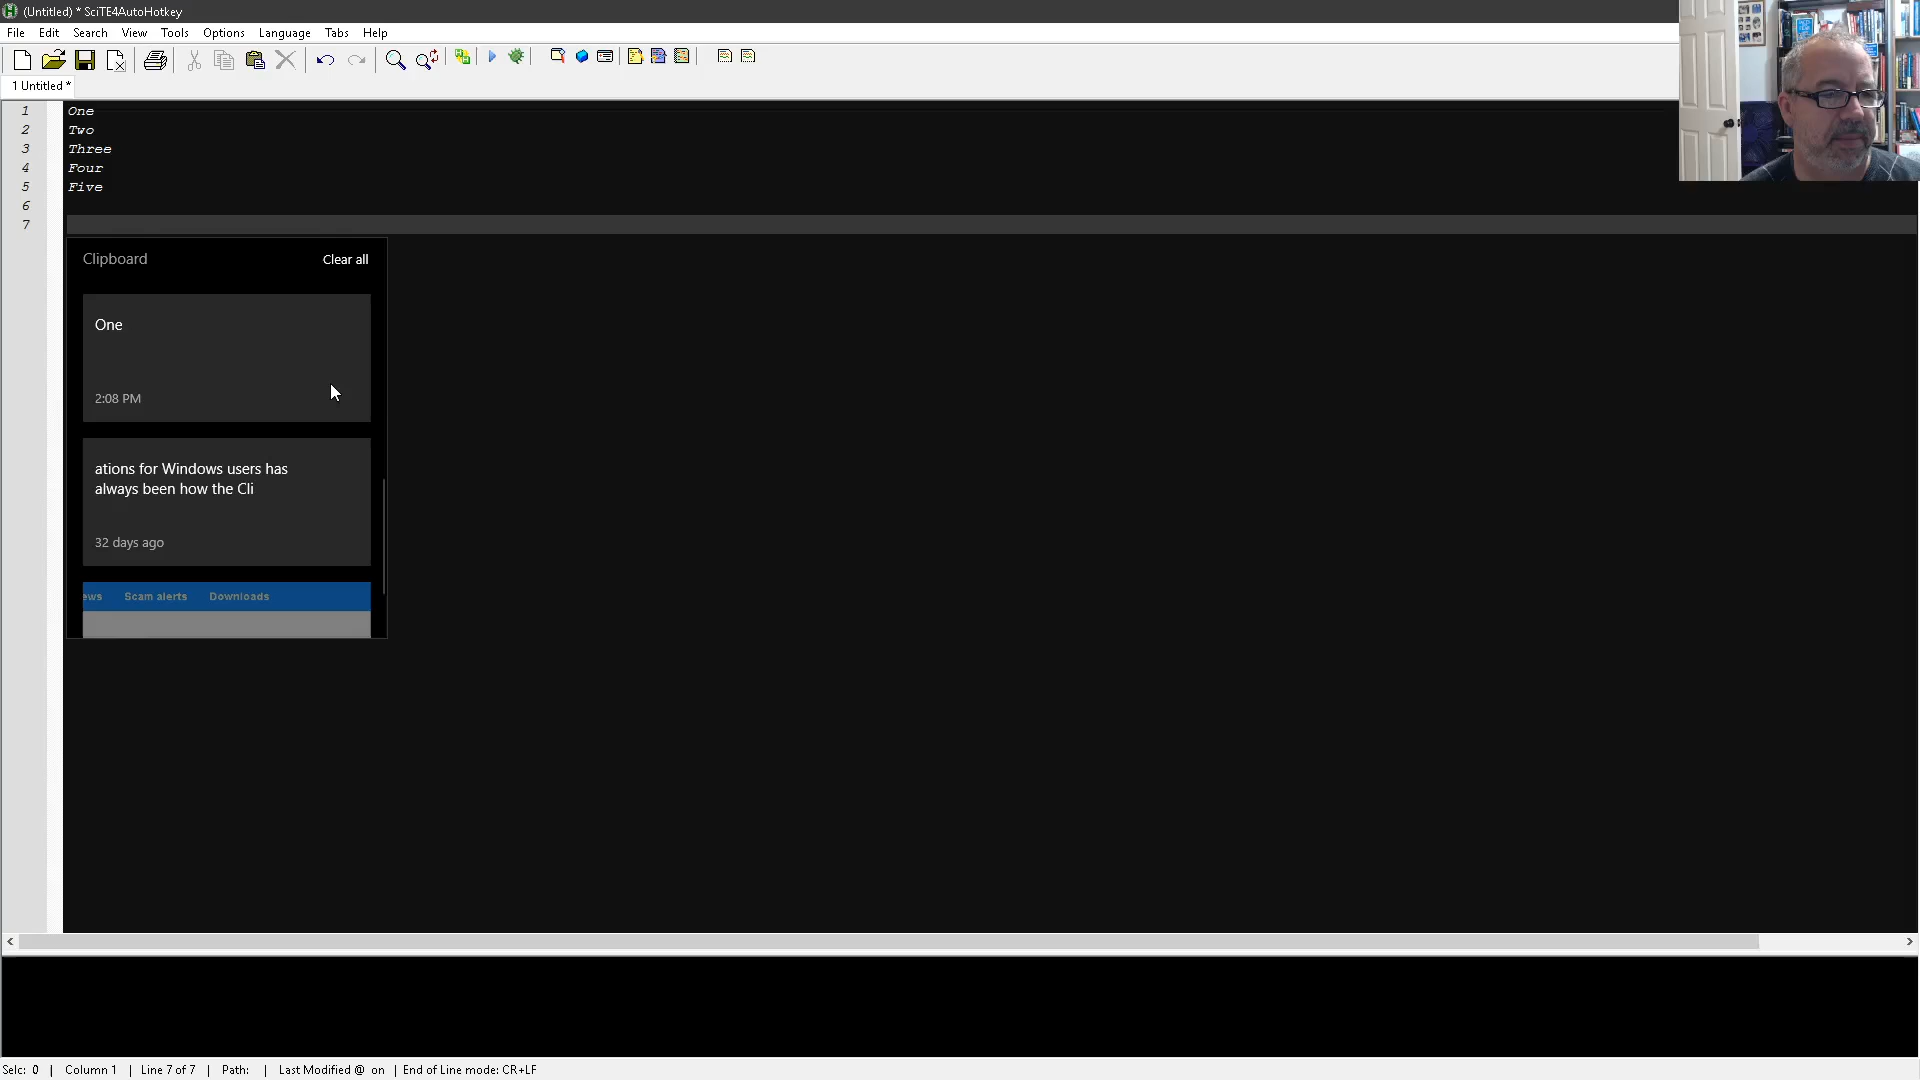 (Untitled) * SciTE4AutoHotkey
File Edit Search View Tools Options Language Tabs Help
1 Untitled *
1 One
2 Two
3 Three
4 Four
5 Five
6
7
Clipboard Clear all
One
2:08 PM
ations for Windows users has
always been how the Cli
32 days ago
ews Scam alerts Downloads
Selc: 0 | Column 1 | Line 7 of 7 | Path: | Last Modified @ on | End of Line mode: CR+LF